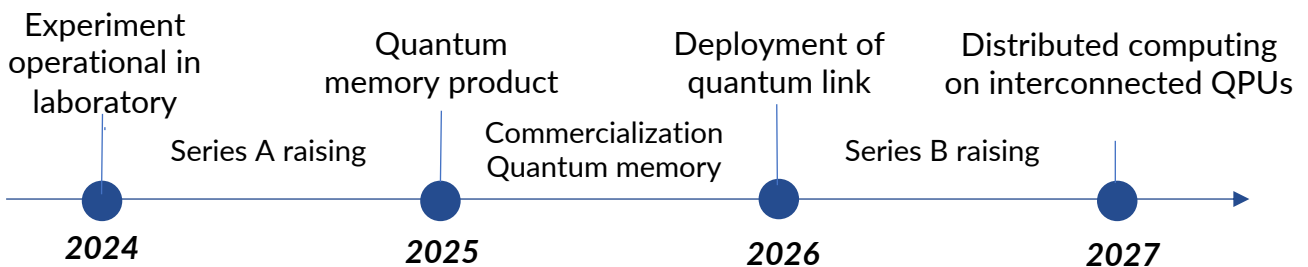 Experiment
operational in
laboratory
Quantum
memory product
Deployment of
quantum link
Distributed computing
on interconnected QPUs
Series A raising
Commercialization
Quantum memory
Series B raising
2024
2025
2026
2027